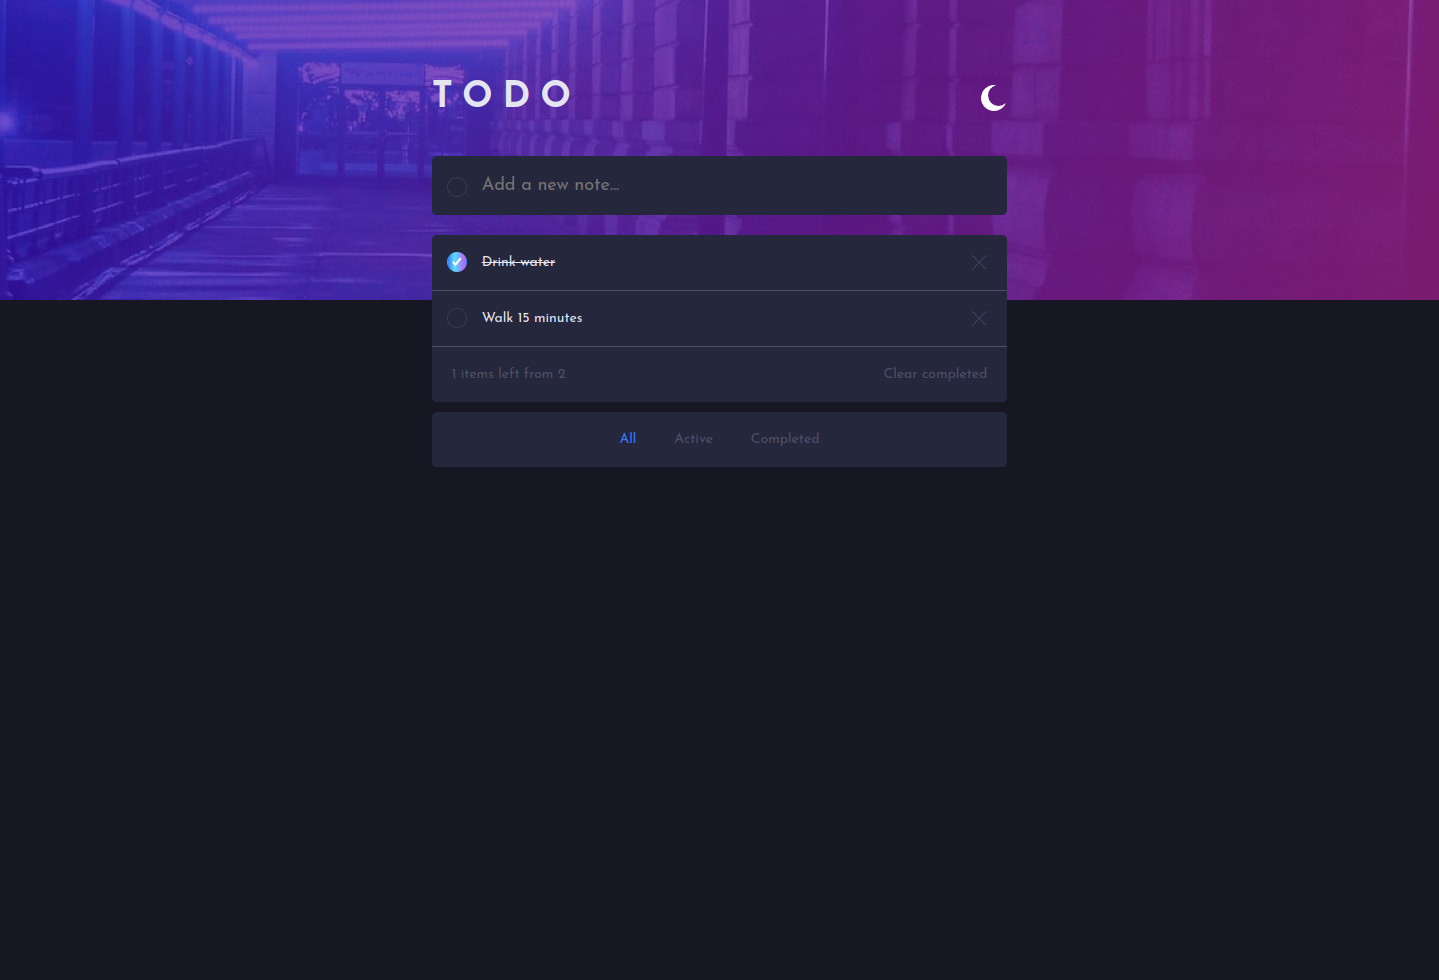 TODO
Add a new note...
Drink water
Walk 15 minutes
1 items left from 2 Clear completed
All Active Completed